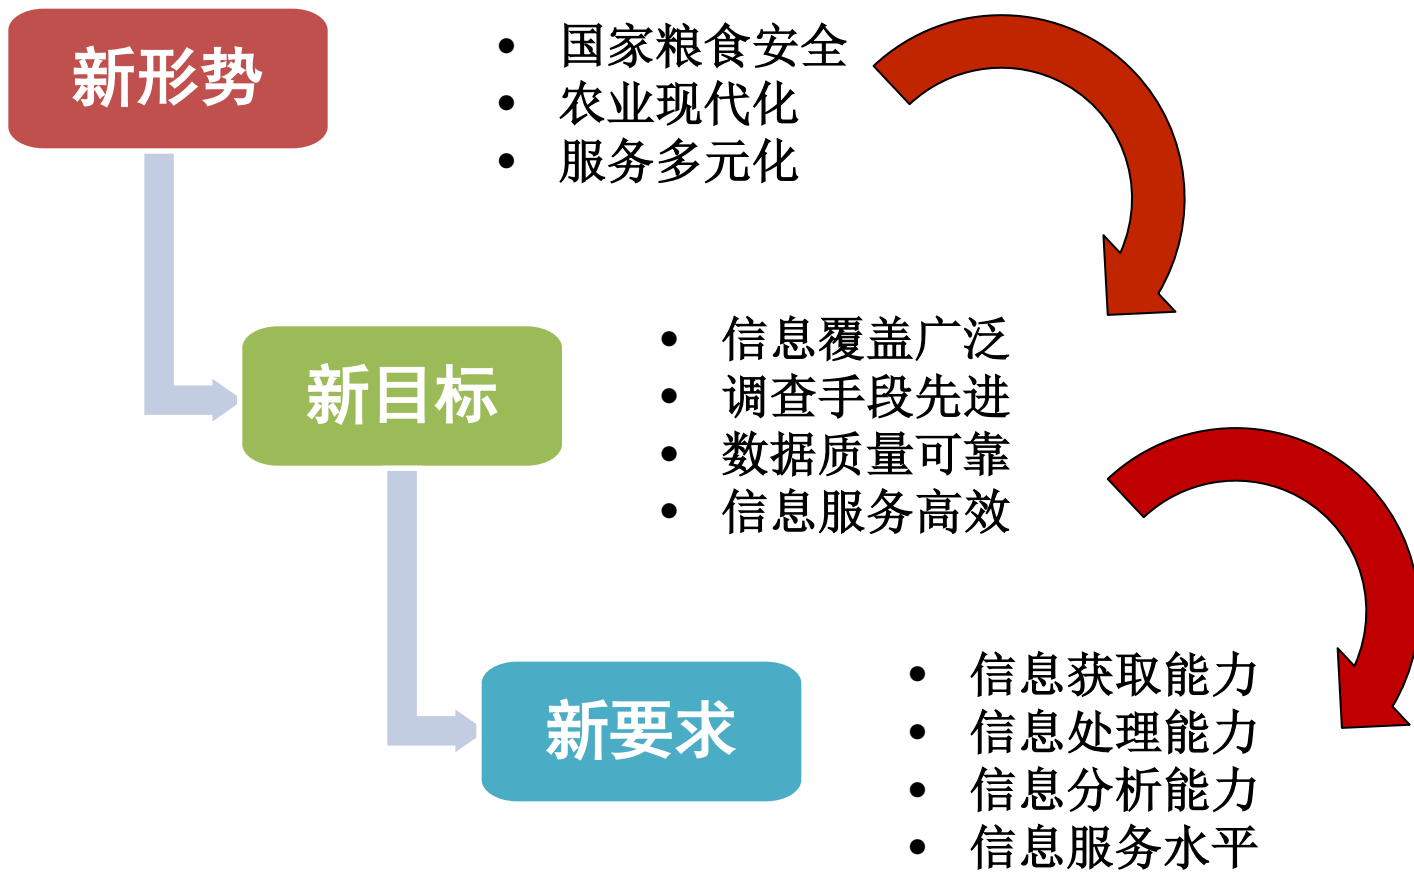 新形势
• 国家粮食安全
• 农业现代化
• 服务多元化
新目标
• 信息覆盖广泛
• 调查手段先进
• 数据质量可靠
• 信息服务高效
新要求
• 信息获取能力
• 信息处理能力
• 信息分析能力
• 信息服务水平